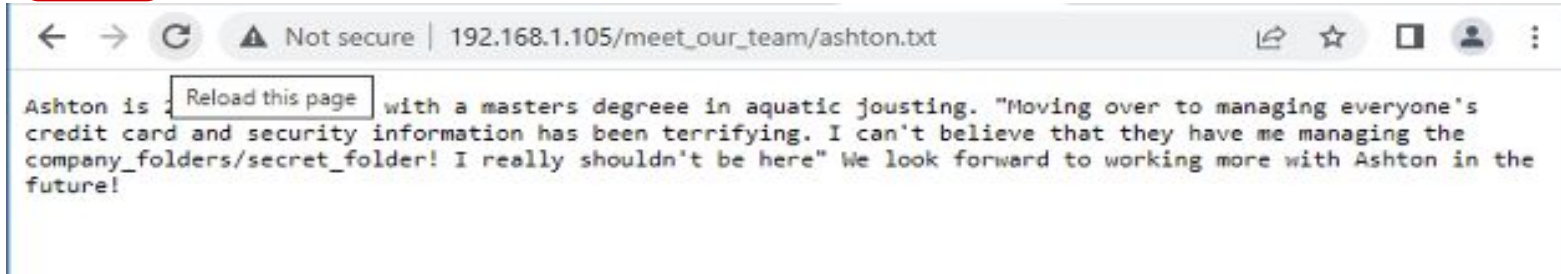 Not secure | 192.168.1.105/meet_our_team/ashton.txt
Reload this page
Ashton is with a masters degreee in aquatic jousting. "Moving over to managing everyone's
credit card and security information has been terrifying. I can't believe that they have me managing the
company_folders/secret_folder! I really shouldn't be here" We look forward to working more with Ashton in the
future!